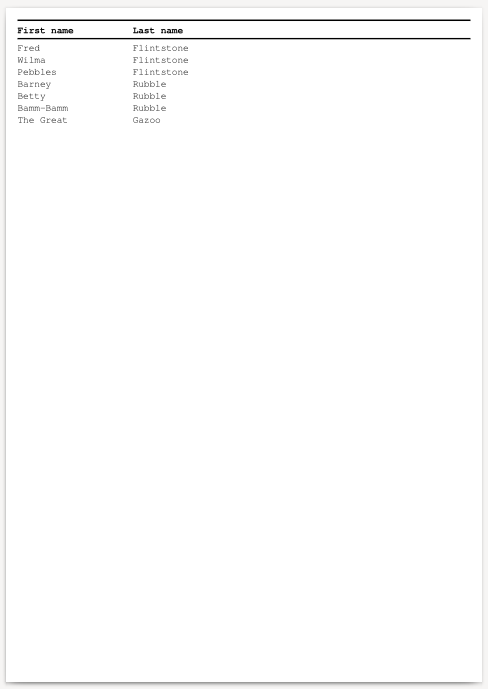 First name Last name
Fred Flintstone
Wilma Flintstone
Pebbles Flintstone
Barney Rubble
Betty Rubble
Bamm-Bamm Rubble
The Great Gazoo